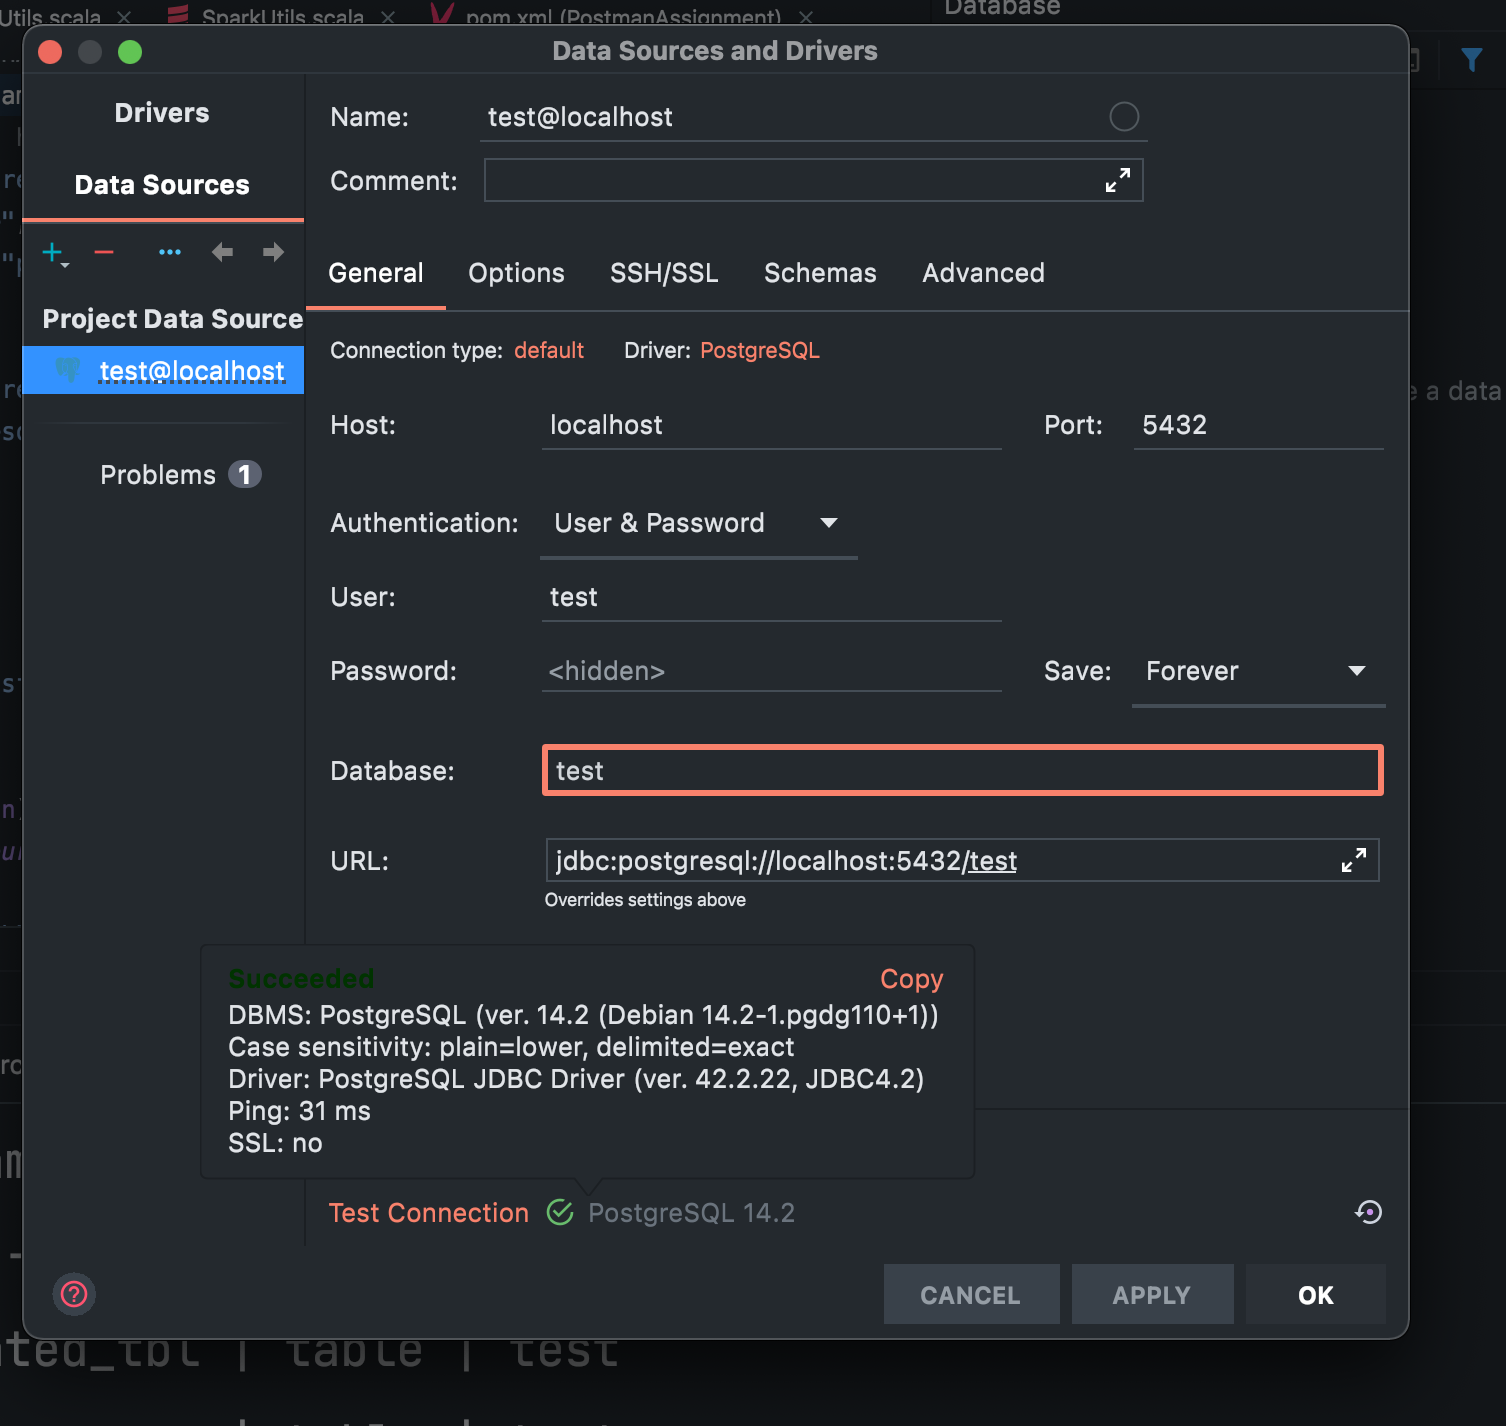 Utils.scala
SparkUtils.scala
pom.xml (PostmanAssignment)
Database
Data Sources and Drivers
Drivers
Data Sources
Project Data Source
test@localhost
Problems 1
Name: test@localhost
Comment:
General Options SSH/SSL Schemas Advanced
Connection type: default Driver: PostgreSQL
Host: localhost Port: 5432
e a data
Authentication: User & Password
User: test
Password: <hidden> Save: Forever
Database: test
URL: jdbc:postgresql://localhost:5432/test
Overrides settings above
Succeeded Copy
DBMS: PostgreSQL (ver. 14.2 (Debian 14.2-1.pgdg110+1))
Case sensitivity: plain=lower, delimited=exact
Driver: PostgreSQL JDBC Driver (ver. 42.2.22, JDBC4.2)
Ping: 31 ms
SSL: no
Test Connection PostgreSQL 14.2
CANCEL APPLY OK
ated_tbl | table | test